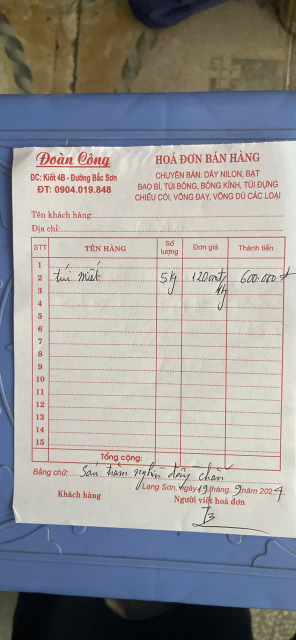 Đoàn Công
ĐC: Kiốt 4B - Đường Bắc Sơn
ĐT: 0904.019.848
HOÁ ĐƠN BÁN HÀNG
CHUYÊN BÁN: DÂY NILON, BẠT
BAO BÌ, TÚI BÓNG, BÓNG KÍNH, TÚI ĐỰNG
CHIẾU CÓI, VÕNG ĐAY, VÕNG DÙ CÁC LOẠI
Tên khách hàng:
Địa chỉ:
STT TÊN HÀNG Số lượng Đơn giá Thành tiền
1
2 túi 5kg 600.000đ
3
4
5
6
7
8
9
10
11
12
13
14
15
Tổng cộng:
Bằng chữ: Sáu trăm nghìn đồng chẵn
Lạng Sơn, ngày 19 tháng 9 năm 2024
Khách hàng Người viết hoá đơn